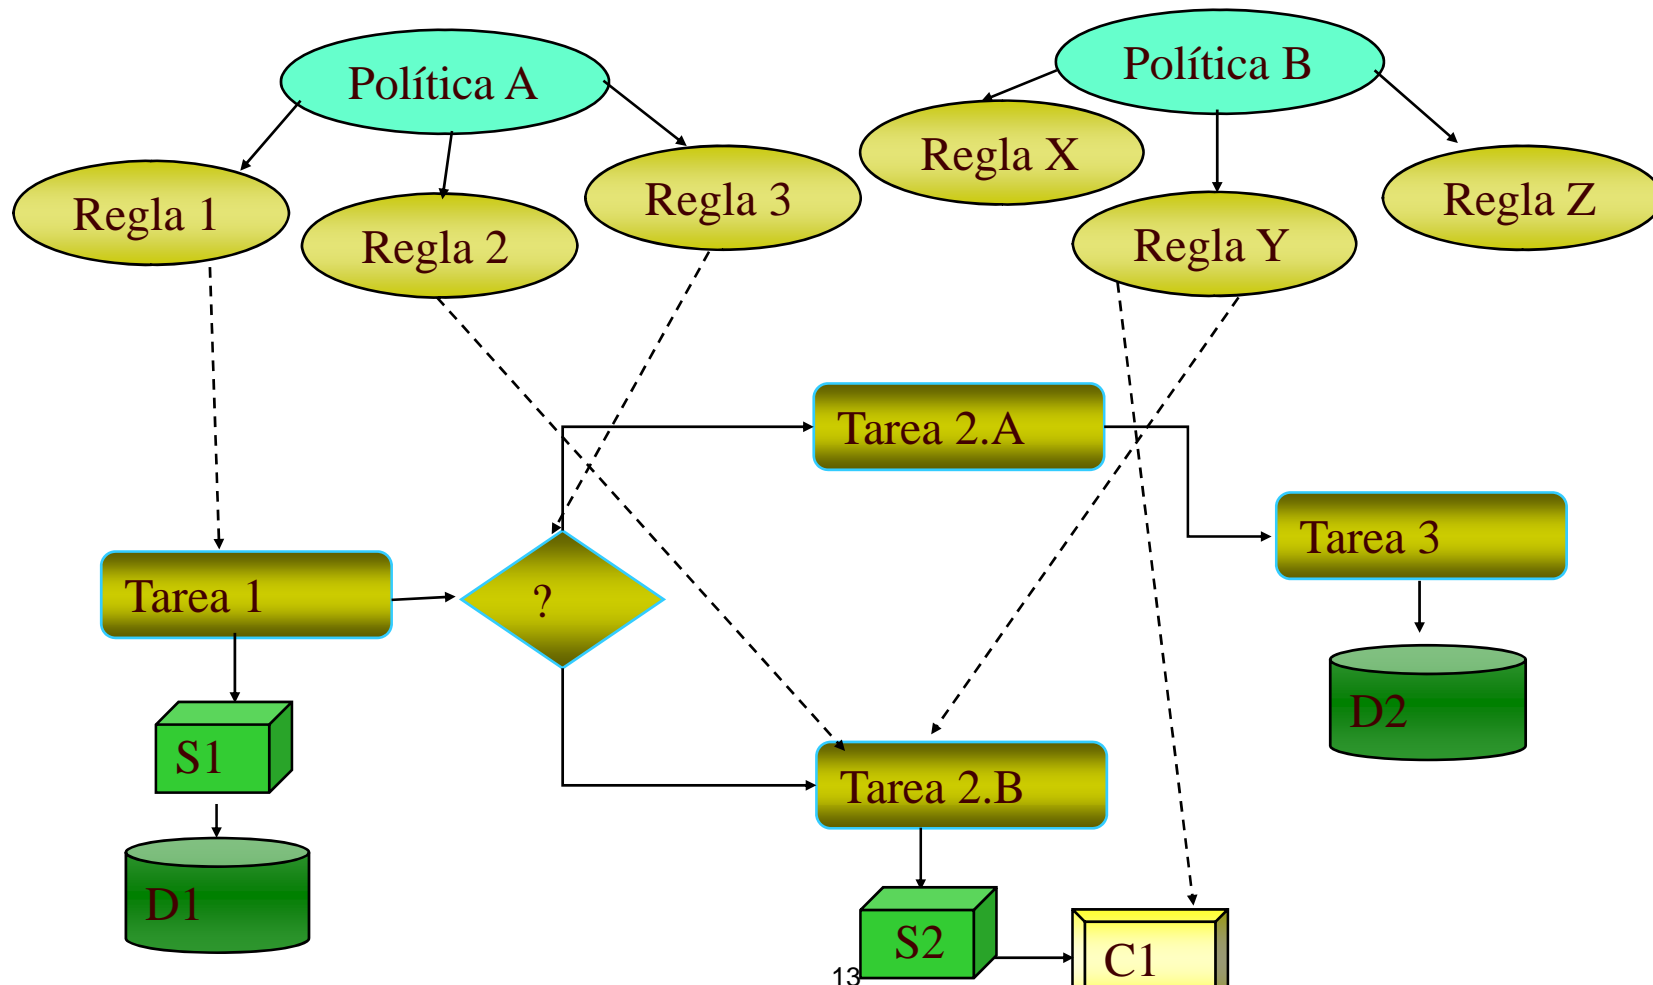 Política A
Política B
Regla 1
Regla 2
Regla 3
Regla X
Regla Y
Regla Z
Tarea 2.A
Tarea 3
Tarea 1
?
D2
S1
Tarea 2.B
D1
S2
C1
13